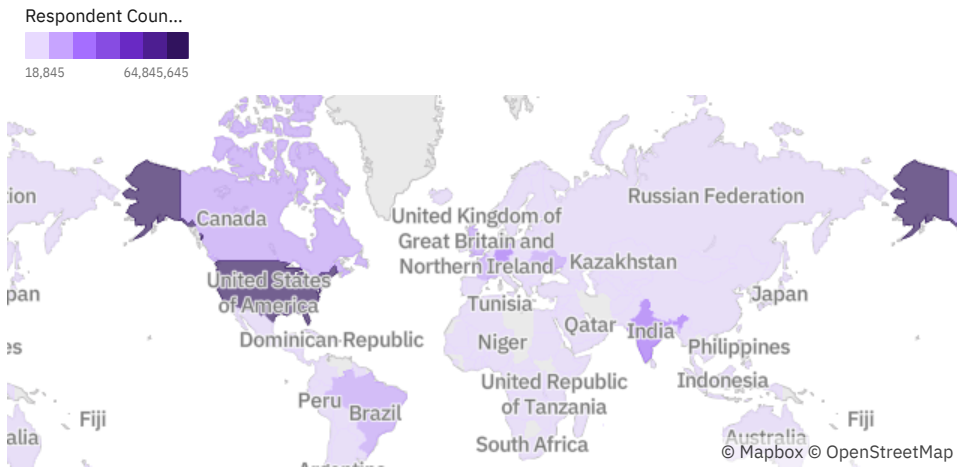 Respondent Coun...
18,845 64,845,645
tion
Canada
United Kingdom of
Great Britain and
Northern Ireland
Russian Federation
Kazakhstan
United States
of America
pan
Tunisia
Japan
Qatar
India
Dominican Republic
Niger
es
Philippines
United Republic
of Tanzania
Indonesia
Peru
Brazil
Fiji
Fiji
alia
South Africa
Australia
Argentina
© Mapbox © OpenStreetMap